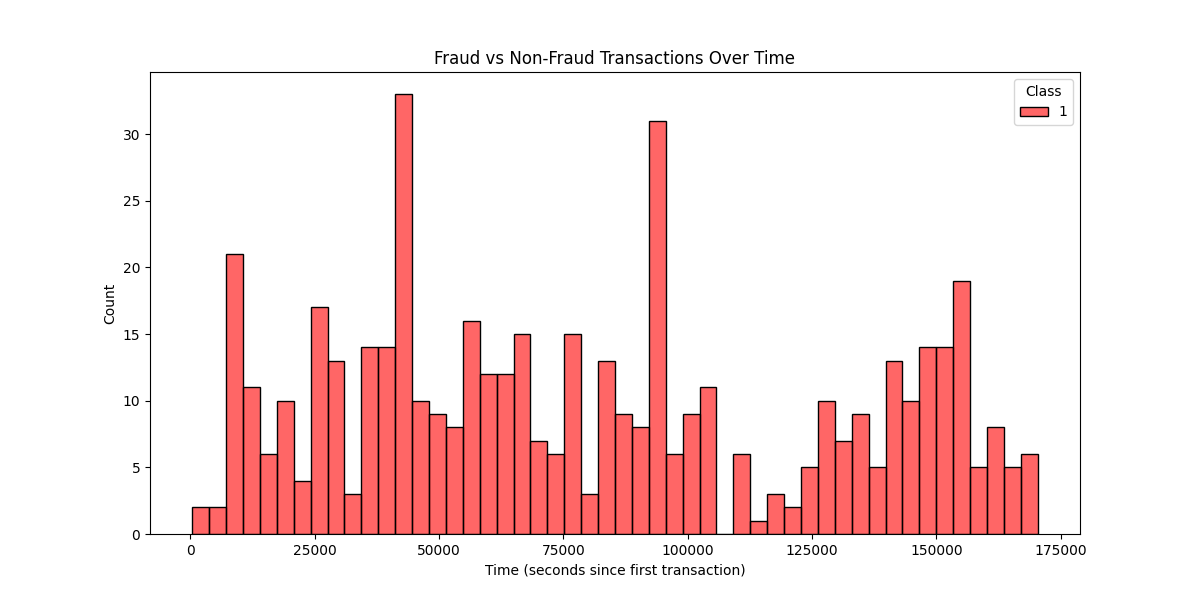 Fraud vs Non-Fraud Transactions Over Time
Class
1
30
25
20
15
10
5
0
Count
0 25000 50000 75000 100000 125000 150000 175000
Time (seconds since first transaction)